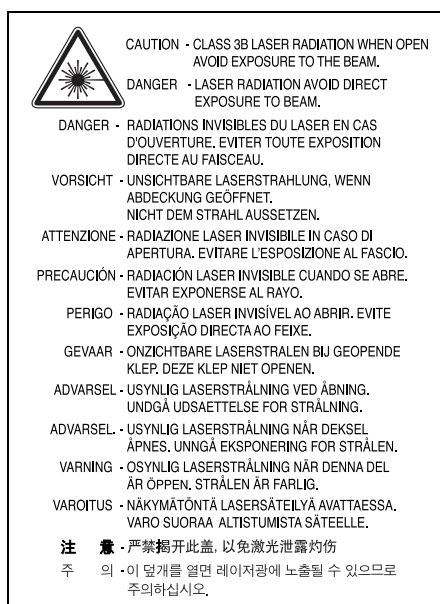 CAUTION - CLASS 3B LASER RADIATION WHEN OPEN
AVOID EXPOSURE TO THE BEAM.
DANGER - LASER RADIATION AVOID DIRECT
EXPOSURE TO BEAM.
DANGER - RADIATIONS INVISIBLES DU LASER EN CAS
D'OUVERTURE. EVITER TOUTE EXPOSITION
DIRECTE AU FAISCEAU.
VORSICHT - UNSICHTBARE LASERSTRAHLUNG, WENN
ABDECKUNG GEÖFFNET.
NICHT DEM STRAHL AUSSETZEN.
ATTENZIONE - RADIAZIONE LASER INVISIBILE IN CASO DI
APERTURA. EVITARE L'ESPOSIZIONE AL FASCIO.
PRECAUCIÓN - RADIACIÓN LASER INVISIBLE CUANDO SE ABRE.
EVITAR EXPONERSE AL RAYO.
PERIGO - RADIAÇÃO LASER INVISÍVEL AO ABRIR. EVITE
EXPOSIÇÃO DIRECTA AO FEIXE.
GEVAAR - ONZICHTBARE LASERSTRALEN BIJ GEOPENDE
KLEP. DEZE KLEP NIET OPENEN.
ADVARSEL - USYNLIG LASERSTRÅLNING VED ÅBNING.
UNDGÅ UDSAETTELSE FOR STRÅLNING.
ADVARSEL. - USYNLIG LASERSTRÅLNING NÅR DEKSEL
ÅPNES. UNNGÅ EKSPONERING FOR STRÅLEN.
VARNING - OSYNLIG LASERSTRÅLNING NÄR DENNA DEL
ÄR ÖPPEN. STRÅLEN ÄR FARLIG.
VAROITUS - NÄKYMÄTÖNTÄ LASERSÄTEILYÄ AVATTAESSA.
VARO SUORAA ALTISTUMISTA SÄTEELLE.
注 意 - 严禁揭开此盖, 以免激光泄露灼伤
주 의 - 이 덮개를 열면 레이저광에 노출될 수 있으므로
주의하십시오.